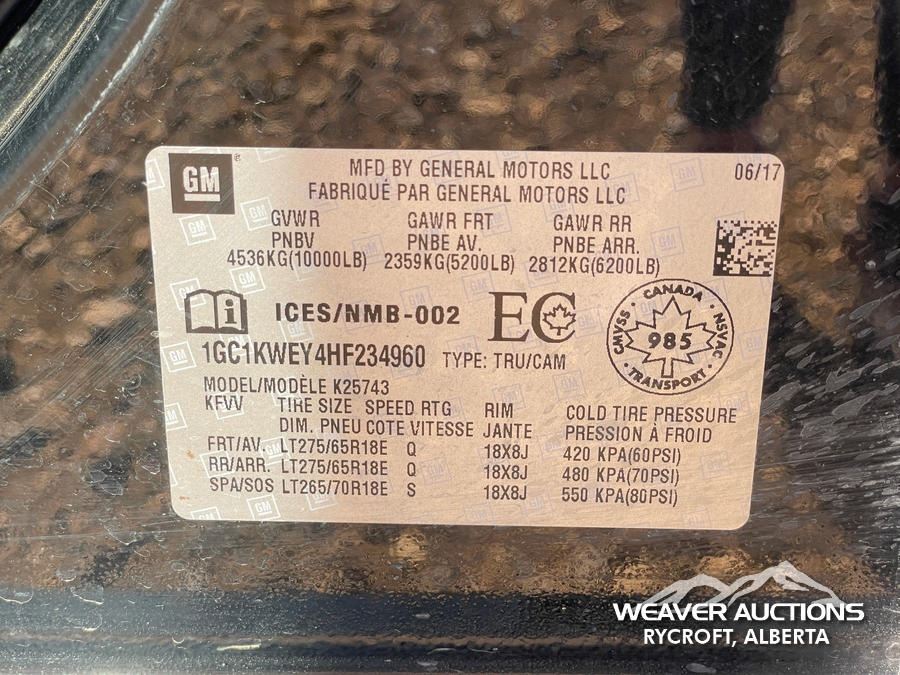 GM
MFD BY GENERAL MOTORS LLC 06/17
FABRIQUÉ PAR GENERAL MOTORS LLC
GVWR GAWR FRT GAWR RR
PNBV PNBE AV. PNBE ARR.
4536KG(10000LB) 2359KG(5200LB) 2812KG(6200LB)
ICES/NMB-002 EC
CANADA
CMVSS 985 NSVAC
TRANSPORT
1GC1KWEY4HF234960 TYPE: TRU/CAM
MODEL/MODÈLE K25743
KFVV TIRE SIZE SPEED RTG RIM COLD TIRE PRESSURE
DIM. PNEU COTE VITESSE JANTE PRESSION À FROID
FRT/AV. LT275/65R18E Q 18X8J 420 KPA(60PSI)
RR/ARR. LT275/65R18E Q 18X8J 480 KPA(70PSI)
SPA/SOS LT265/70R18E S 18X8J 550 KPA(80PSI)
WEAVER AUCTIONS
RYCROFT, ALBERTA